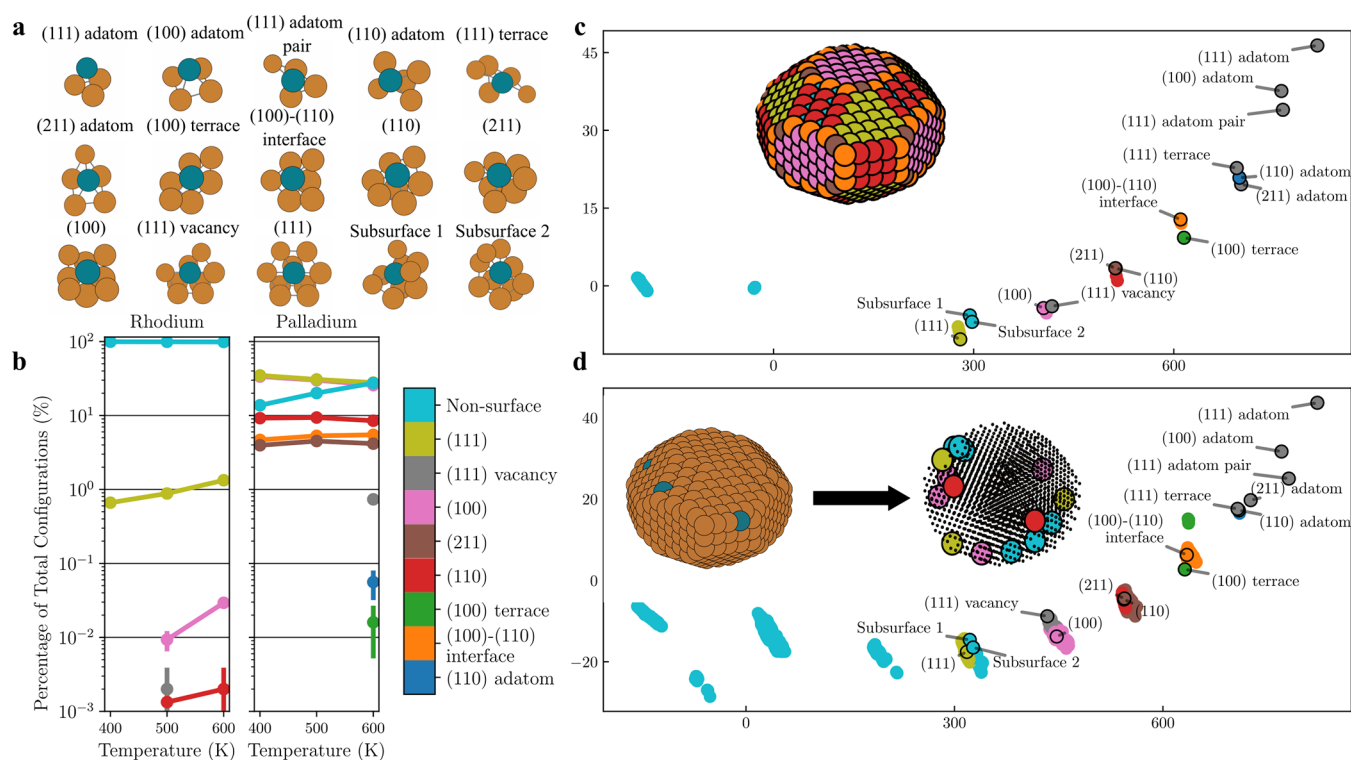 a
(111) adatom (100) adatom (111) adatom pair (110) adatom (111) terrace
(211) adatom (100) terrace (100)-(110) interface (110) (211)
(100) (111) vacancy (111) Subsurface 1 Subsurface 2
b
Rhodium Palladium
Percentage of Total Configurations (%)
10²
10¹
10⁰
10⁻¹
10⁻²
10⁻³
400 500 600 400 500 600
Temperature (K) Temperature (K)
Non-surface
(111)
(111) vacancy
(100)
(211)
(110)
(100) terrace
(100)-(110)
interface
(110) adatom
c
45
30
15
0
0 300 600
(111) adatom
(100) adatom
(111) adatom pair
(111) terrace
(110) adatom
(211) adatom
(100)-(110)
interface
(100) terrace
(211)
(110)
(100)
(111) vacancy
Subsurface 1
(111)
Subsurface 2
d
40
20
0
−20
0 300 600
(111) adatom
(100) adatom
(111) adatom pair
(211) adatom
(111) terrace
(110) adatom
(100)-(110)
interface
(100) terrace
(211)
(110)
(111) vacancy
(100)
Subsurface 1
(111)
Subsurface 2